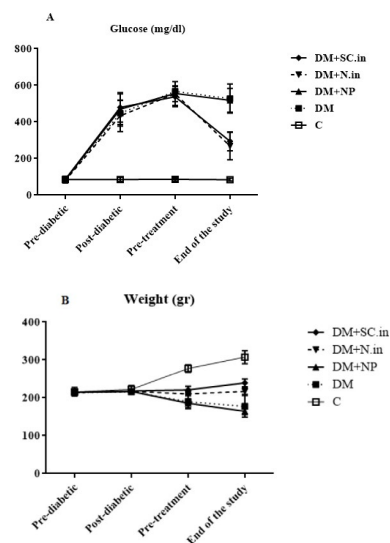 A
Glucose (mg/dl)
800
600
400
200
0
Pre-diabetic
Post-diabetic
Pre-treatment
End of the study
DM+SC.in
DM+N.in
DM+NP
DM
C
B
Weight (gr)
400
300
200
100
0
Pre-diabetic
Post-diabetic
Pre-treatment
End of the study
DM+SC.in
DM+N.in
DM+NP
DM
C